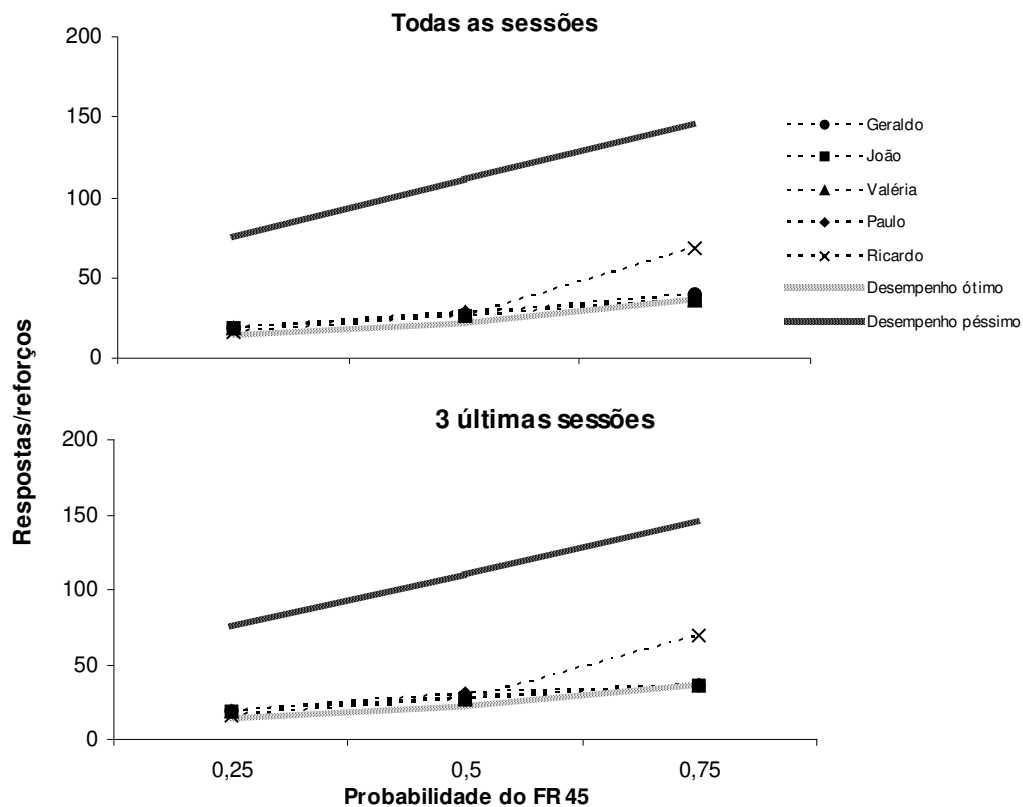 Todas as sessões
200
150
100
50
0
Geraldo
João
Valéria
Paulo
Ricardo
Desempenho ótimo
Desempenho péssimo
Respostas/reforços
3 últimas sessões
200
150
100
50
0
0,25 0,5 0,75
Probabilidade do FR 45